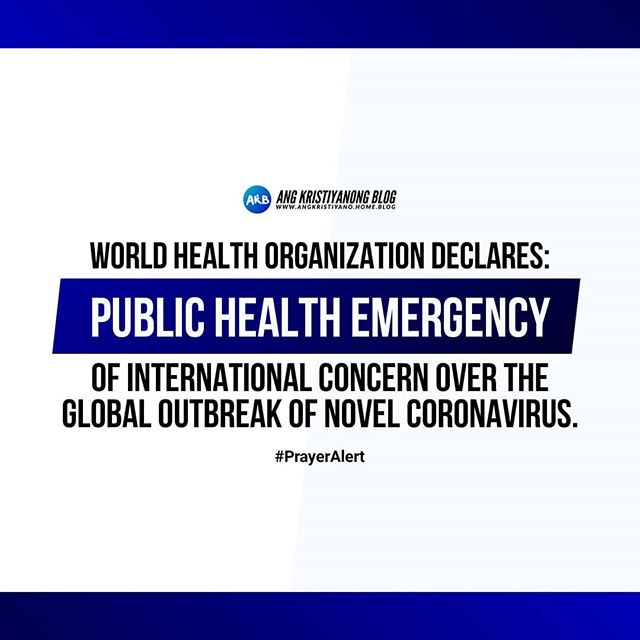 AKB ANG KRISTIYANONG BLOG
WWW.ANGKRISTIYANO.HOME.BLOG
WORLD HEALTH ORGANIZATION DECLARES:
PUBLIC HEALTH EMERGENCY
OF INTERNATIONAL CONCERN OVER THE
GLOBAL OUTBREAK OF NOVEL CORONAVIRUS.
#PrayerAlert